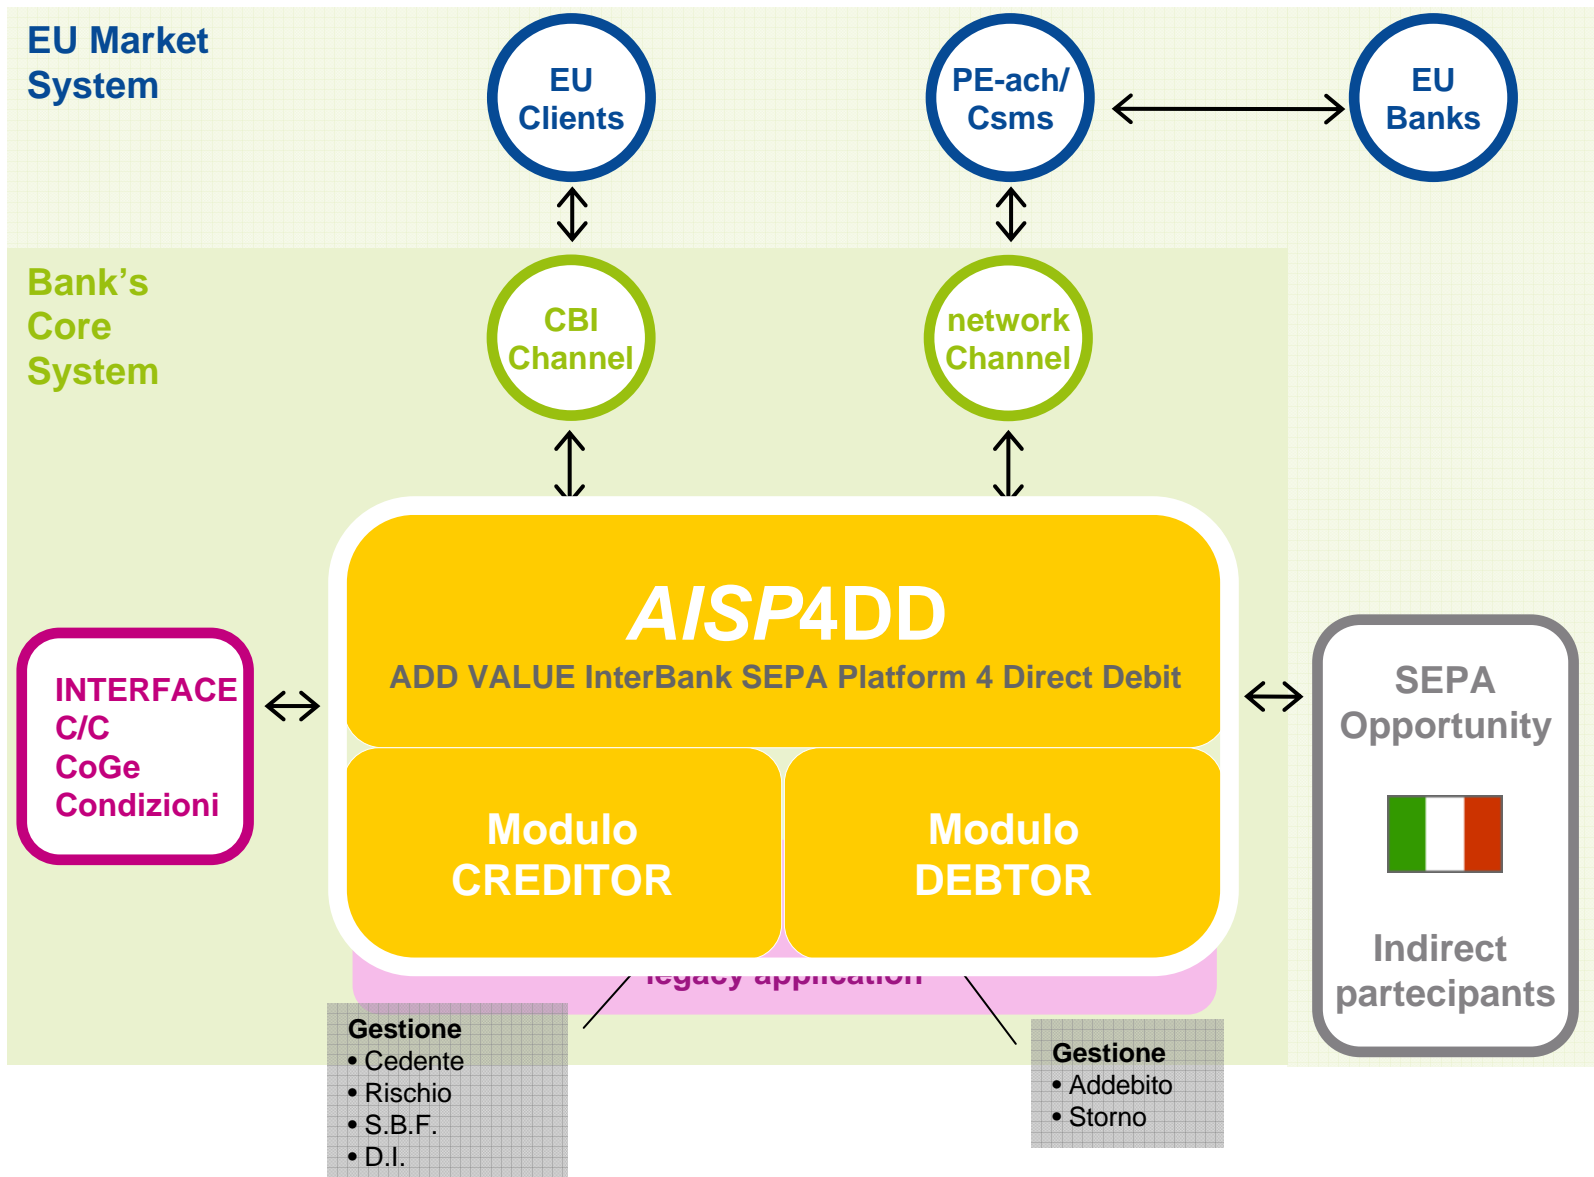 EU Market
System
EU
Clients
PE-ach/
Csms
EU
Banks
Bank’s
Core
System
CBI
Channel
network
Channel
AISP4DD
ADD VALUE InterBank SEPA Platform 4 Direct Debit
INTERFACE
C/C
CoGe
Condizioni
SEPA
Opportunity
Indirect
partecipants
Modulo
CREDITOR
Modulo
DEBTOR
legacy application
Gestione
• Cedente
• Rischio
• S.B.F.
• D.I.
Gestione
• Addebito
• Storno